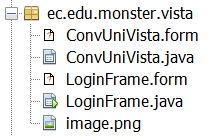 ec.edu.monster.vista
ConvUniVista.form
ConvUniVista.java
LoginFrame.form
LoginFrame.java
image.png